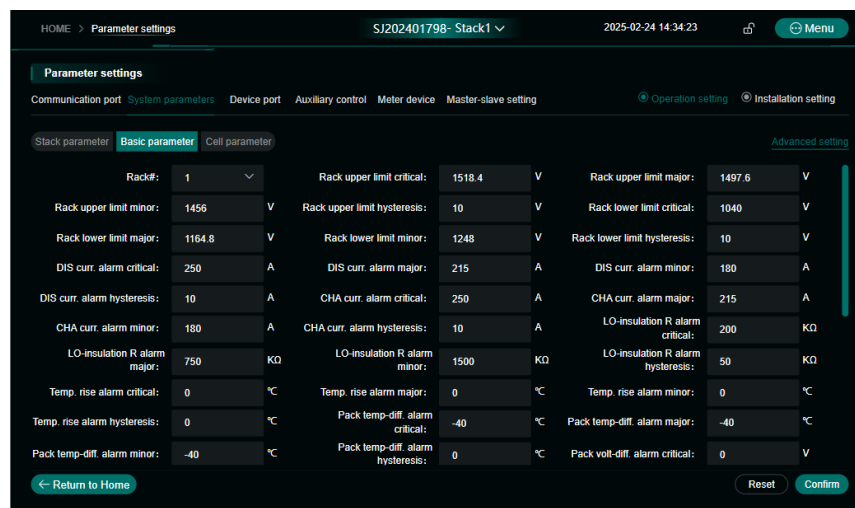 HOME > Parameter settings
SJ202401798- Stack1
2025-02-24 14:34:23
Menu
Parameter settings
Communication port System parameters Device port Auxiliary control Meter device Master-slave setting Operation setting Installation setting
Stack parameter Basic parameter Cell parameter Advanced setting
Rack#: 1 Rack upper limit critical: 1518.4 V Rack upper limit major: 1497.6 V
Rack upper limit minor: 1456 V Rack upper limit hysteresis: 10 V Rack lower limit critical: 1040 V
Rack lower limit major: 1164.8 V Rack lower limit minor: 1248 V Rack lower limit hysteresis: 10 V
DIS curr. alarm critical: 250 A DIS curr. alarm major: 215 A DIS curr. alarm minor: 180 A
DIS curr. alarm hysteresis: 10 A CHA curr. alarm critical: 250 A CHA curr. alarm major: 215 A
CHA curr. alarm minor: 180 A CHA curr. alarm hysteresis: 10 A LO-insulation R alarm critical: 200 KΩ
LO-insulation R alarm major: 750 KΩ LO-insulation R alarm minor: 1500 KΩ LO-insulation R alarm hysteresis: 50 KΩ
Temp. rise alarm critical: 0 ℃ Temp. rise alarm major: 0 ℃ Temp. rise alarm minor: 0 ℃
Temp. rise alarm hysteresis: 0 ℃ Pack temp-diff. alarm critical: -40 ℃ Pack temp-diff. alarm major: -40 ℃
Pack temp-diff. alarm minor: -40 ℃ Pack temp-diff. alarm hysteresis: 0 ℃ Pack volt-diff. alarm critical: 0 V
← Return to Home Reset Confirm